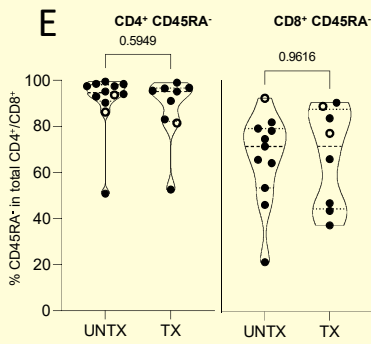 E
CD4⁺ CD45RA⁻
CD8⁺ CD45RA⁻
0.5949
0.9616
% CD45RA⁻ in total CD4⁺/CD8⁺
100
80
60
40
20
0
UNTX TX UNTX TX